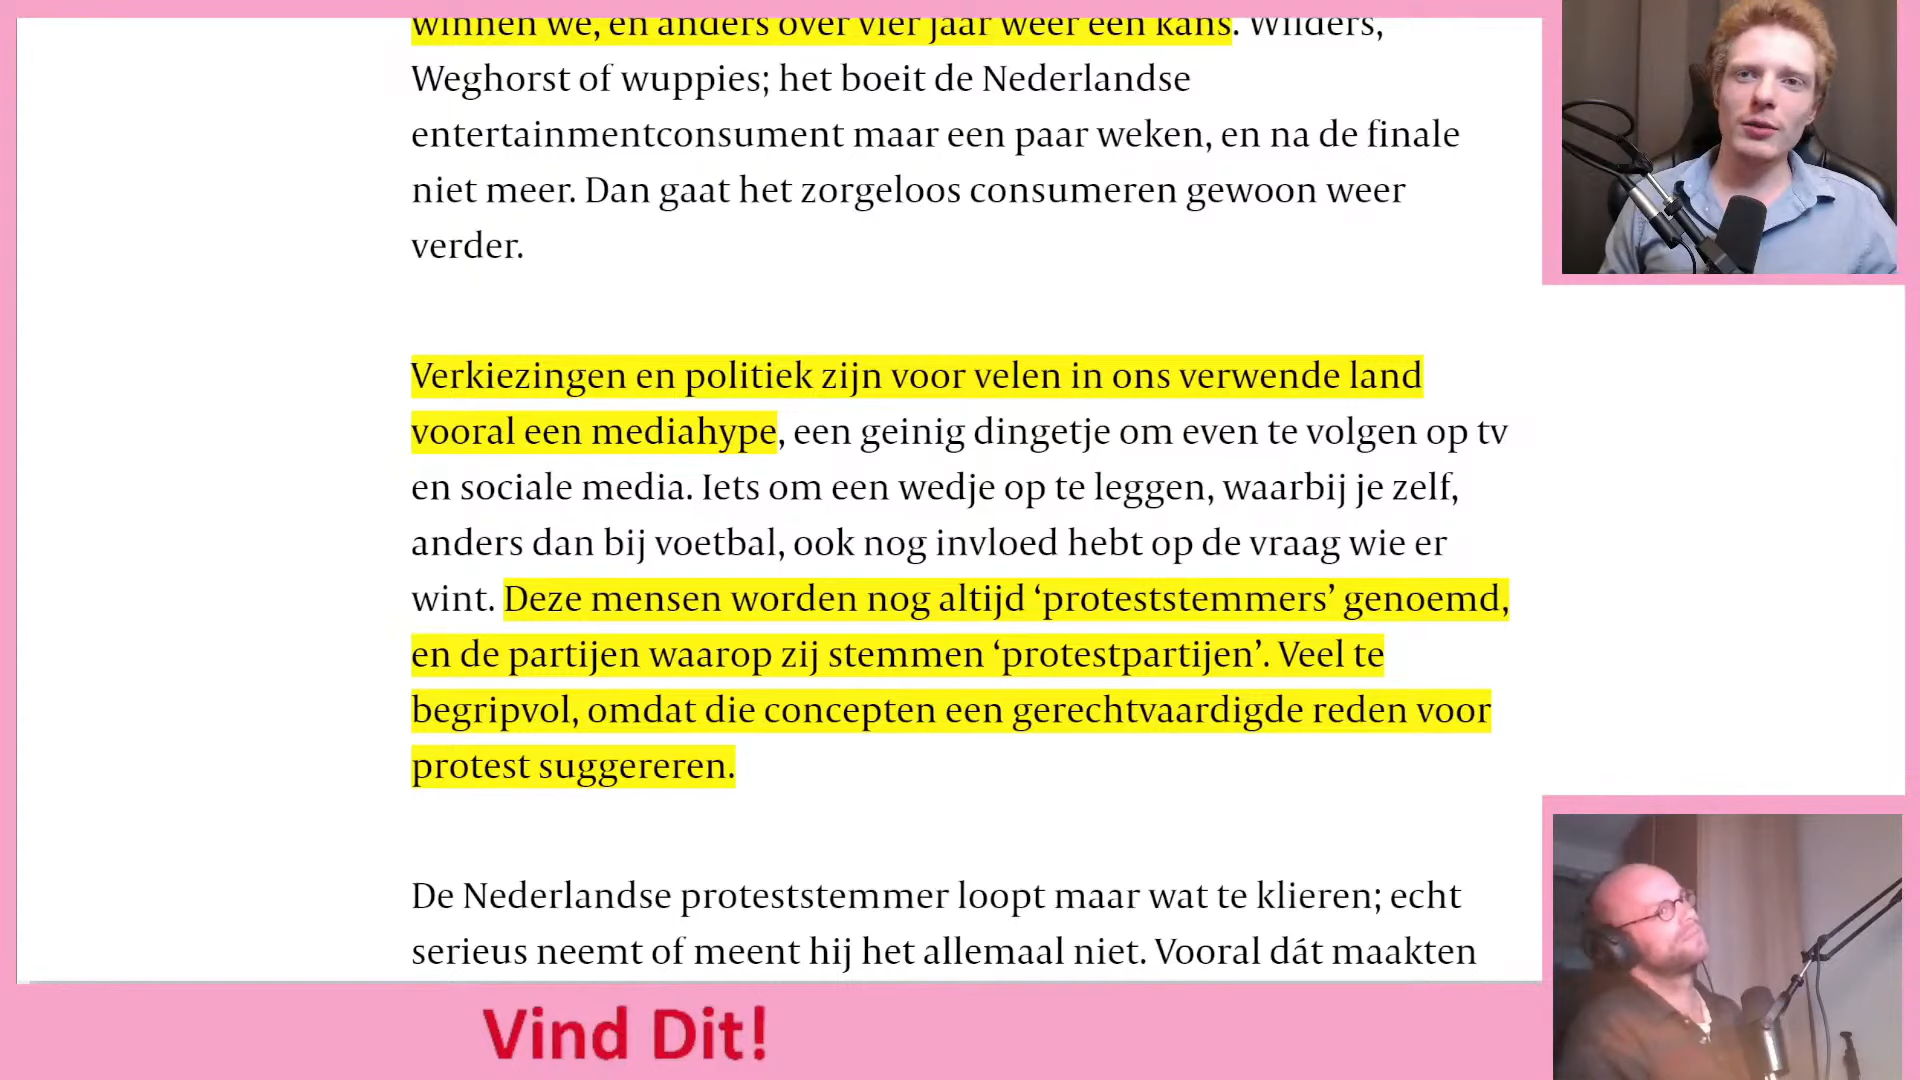 winnen we, en anders over vier jaar weer een kans. Wilders,
Weghorst of wuppies; het boeit de Nederlandse
entertainmentconsument maar een paar weken, en na de finale
niet meer. Dan gaat het zorgeloos consumeren gewoon weer
verder.
Verkiezingen en politiek zijn voor velen in ons verwende land
vooral een mediahype, een geinig dingetje om even te volgen op tv
en sociale media. Iets om een wedje op te leggen, waarbij je zelf,
anders dan bij voetbal, ook nog invloed hebt op de vraag wie er
wint. Deze mensen worden nog altijd ‘proteststemmers’ genoemd,
en de partijen waarop zij stemmen ‘protestpartijen’. Veel te
begripvol, omdat die concepten een gerechtvaardigde reden voor
protest suggereren.
De Nederlandse proteststemmer loopt maar wat te klieren; echt
serieus neemt of meent hij het allemaal niet. Vooral dát maakten
Vind Dit!